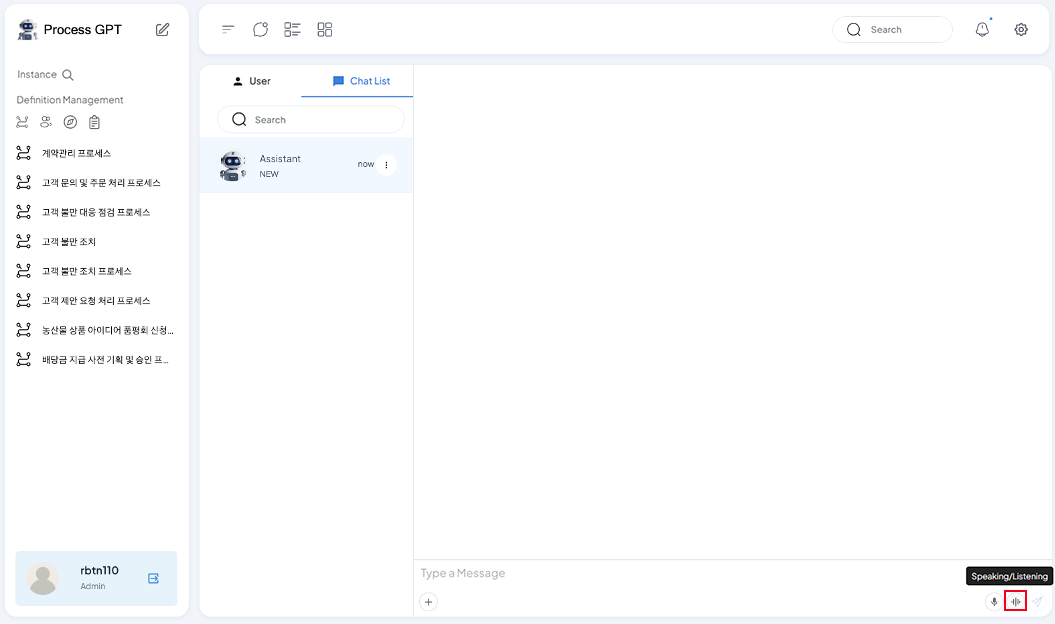 Process GPT
Search
Instance
Definition Management
계약관리 프로세스
고객 문의 및 주문 처리 프로세스
고객 불만 대응 점검 프로세스
고객 불만 조치
고객 불만 조치 프로세스
고객 제안 요청 처리 프로세스
농산물 상품 아이디어 품평회 신청...
배당금 지급 사전 기획 및 승인 프...
rbtn110
Admin
User
Chat List
Search
Assistant
now
NEW
Type a Message
Speaking/Listening